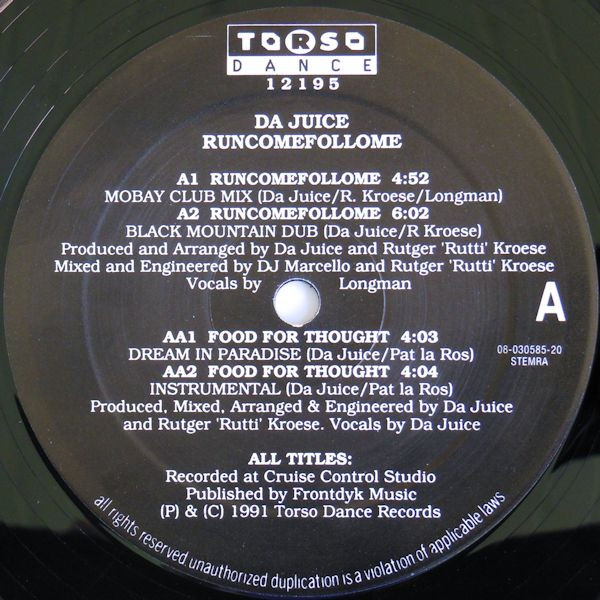 TORSO
DANCE
12195
DA JUICE
RUNCOMEFOLLOME
A1 RUNCOMEFOLLOME 4:52
MOBAY CLUB MIX (Da Juice/R. Kroese/Longman)
A2 RUNCOMEFOLLOME 6:02
BLACK MOUNTAIN DUB (Da Juice/R Kroese)
Produced and Arranged by Da Juice and Rutger 'Rutti' Kroese
Mixed and Engineered by DJ Marcello and Rutger 'Rutti' Kroese
Vocals by Longman
A
AA1 FOOD FOR THOUGHT 4:03
DREAM IN PARADISE (Da Juice/Pat la Ros)
AA2 FOOD FOR THOUGHT 4:04
INSTRUMENTAL (Da Juice/Pat la Ros)
Produced, Mixed, Arranged & Engineered by Da Juice
and Rutger 'Rutti' Kroese. Vocals by Da Juice
08-030585-20
STEMRA
ALL TITLES:
Recorded at Cruise Control Studio
Published by Frontdyk Music
(P) & (C) 1991 Torso Dance Records
all rights reserved unauthorized duplication is a violation of applicable laws